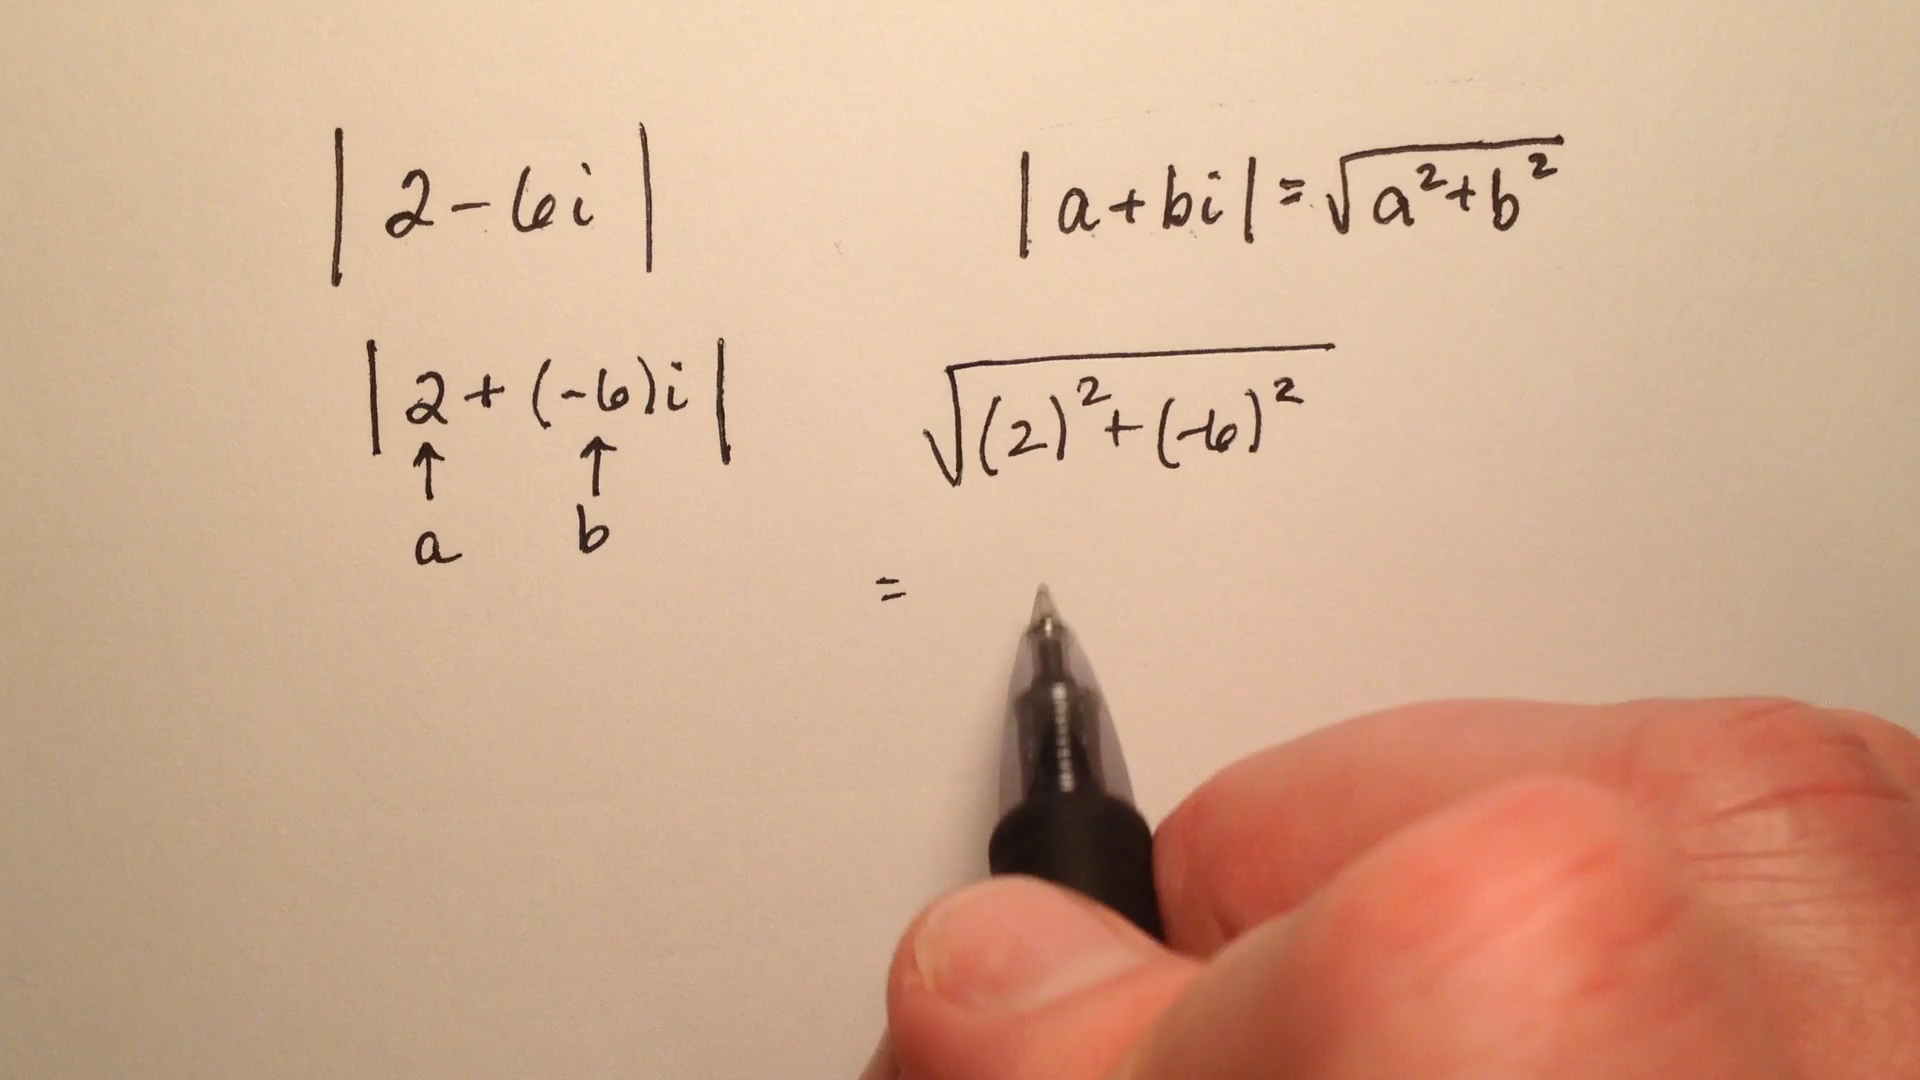 |2-6i|
|a+bi|=√a²+b²
|2+(-6)i|
√(2)²+(-6)²
↑ ↑
a b
=